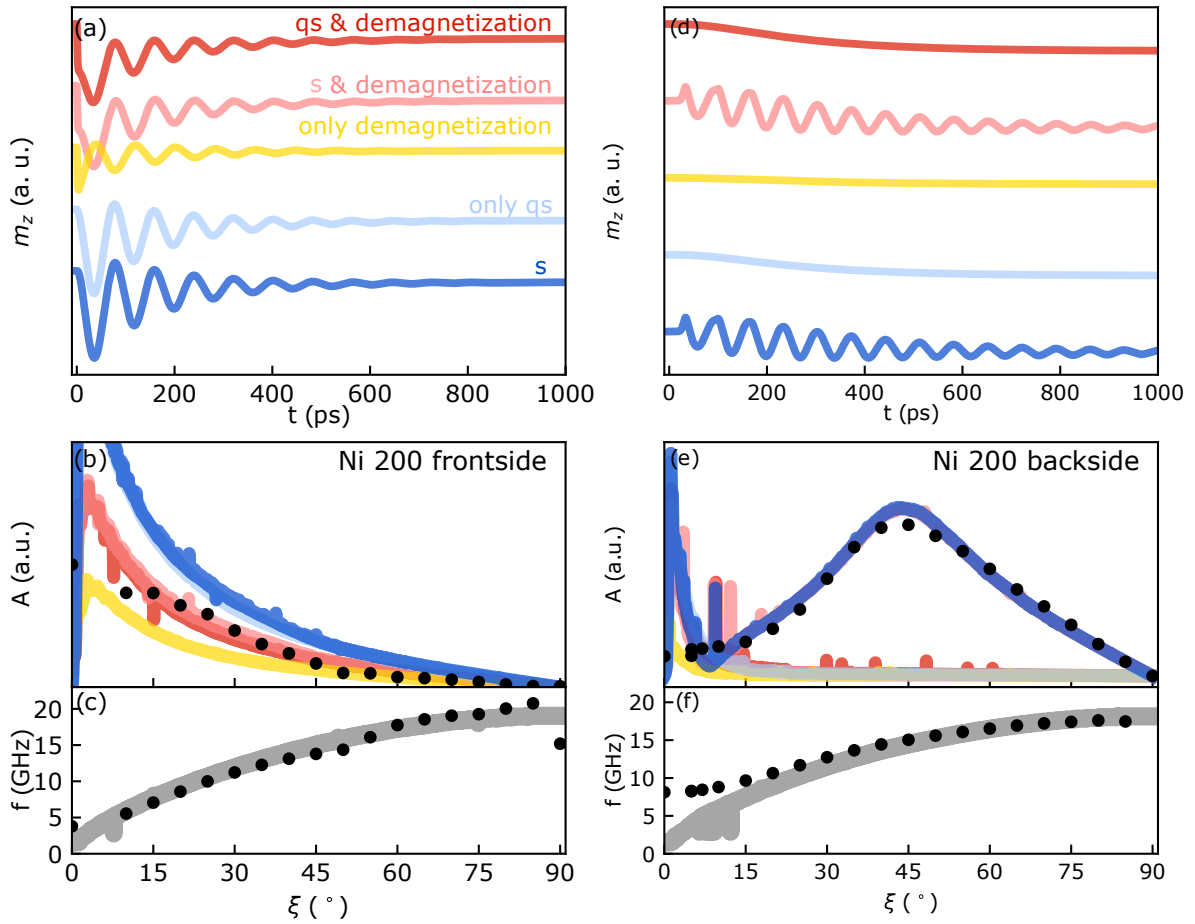 (a)
qs & demagnetization
s & demagnetization
only demagnetization
only qs
s
m_z (a. u.)
0 200 400 600 800 1000
t (ps)
(d)
m_z (a. u.)
0 200 400 600 800 1000
t (ps)
(b)
Ni 200 frontside
A (a.u.)
(c)
20
15
10
5
0
f (GHz)
0 15 30 45 60 75 90
ξ (°)
(e)
Ni 200 backside
A (a.u.)
(f)
20
15
10
5
0
f (GHz)
0 15 30 45 60 75 90
ξ (°)